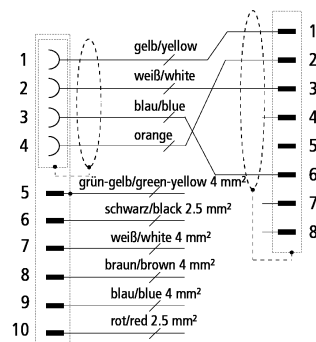 gelb/yellow
weiß/white
blau/blue
orange
grün-gelb/green-yellow 4 mm²
schwarz/black 2.5 mm²
weiß/white 4 mm²
braun/brown 4 mm²
blau/blue 4 mm²
rot/red 2.5 mm²
1
2
3
4
5
6
7
8
9
10
1
2
3
4
5
6
7
8